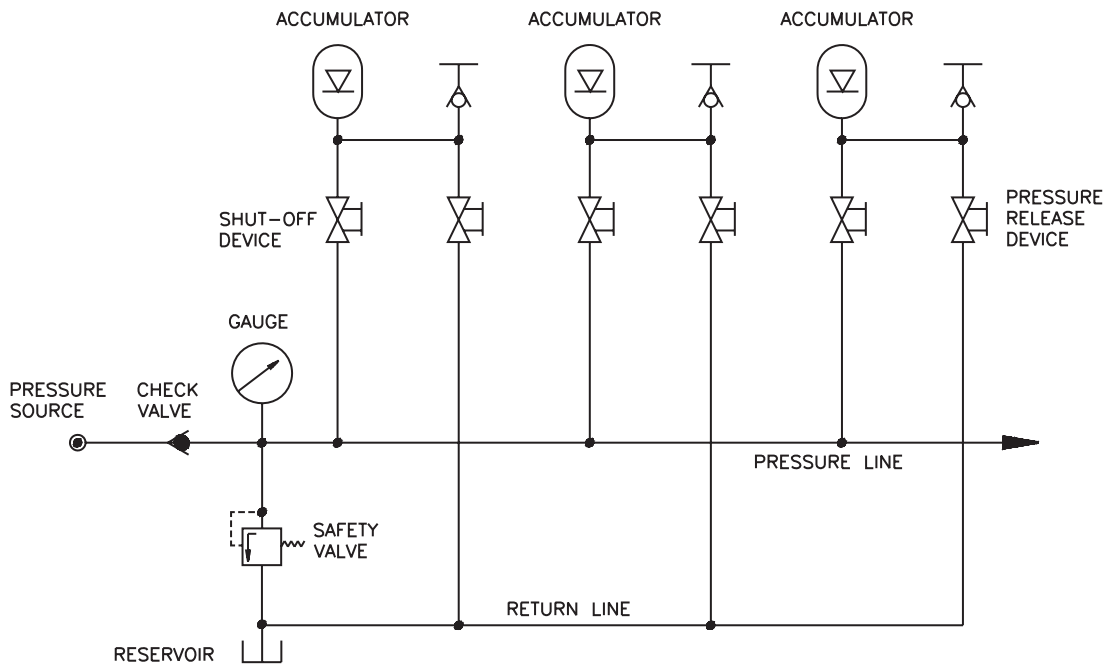 ACCUMULATOR
ACCUMULATOR
ACCUMULATOR
SHUT-OFF
DEVICE
PRESSURE
RELEASE
DEVICE
GAUGE
PRESSURE
SOURCE
CHECK
VALVE
PRESSURE LINE
SAFETY
VALVE
RETURN LINE
RESERVOIR